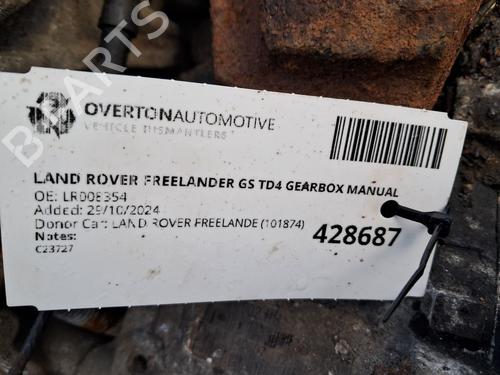 B-PARTS
OVERTONAUTOMOTIVE
VEHICLE DISMANTLERS
LAND ROVER FREELANDER GS TD4 GEARBOX MANUAL
OE: LR008354
Added: 29/10/2024
Donor Car: LAND ROVER FREELANDE (101874)
428687
Notes:
C23727